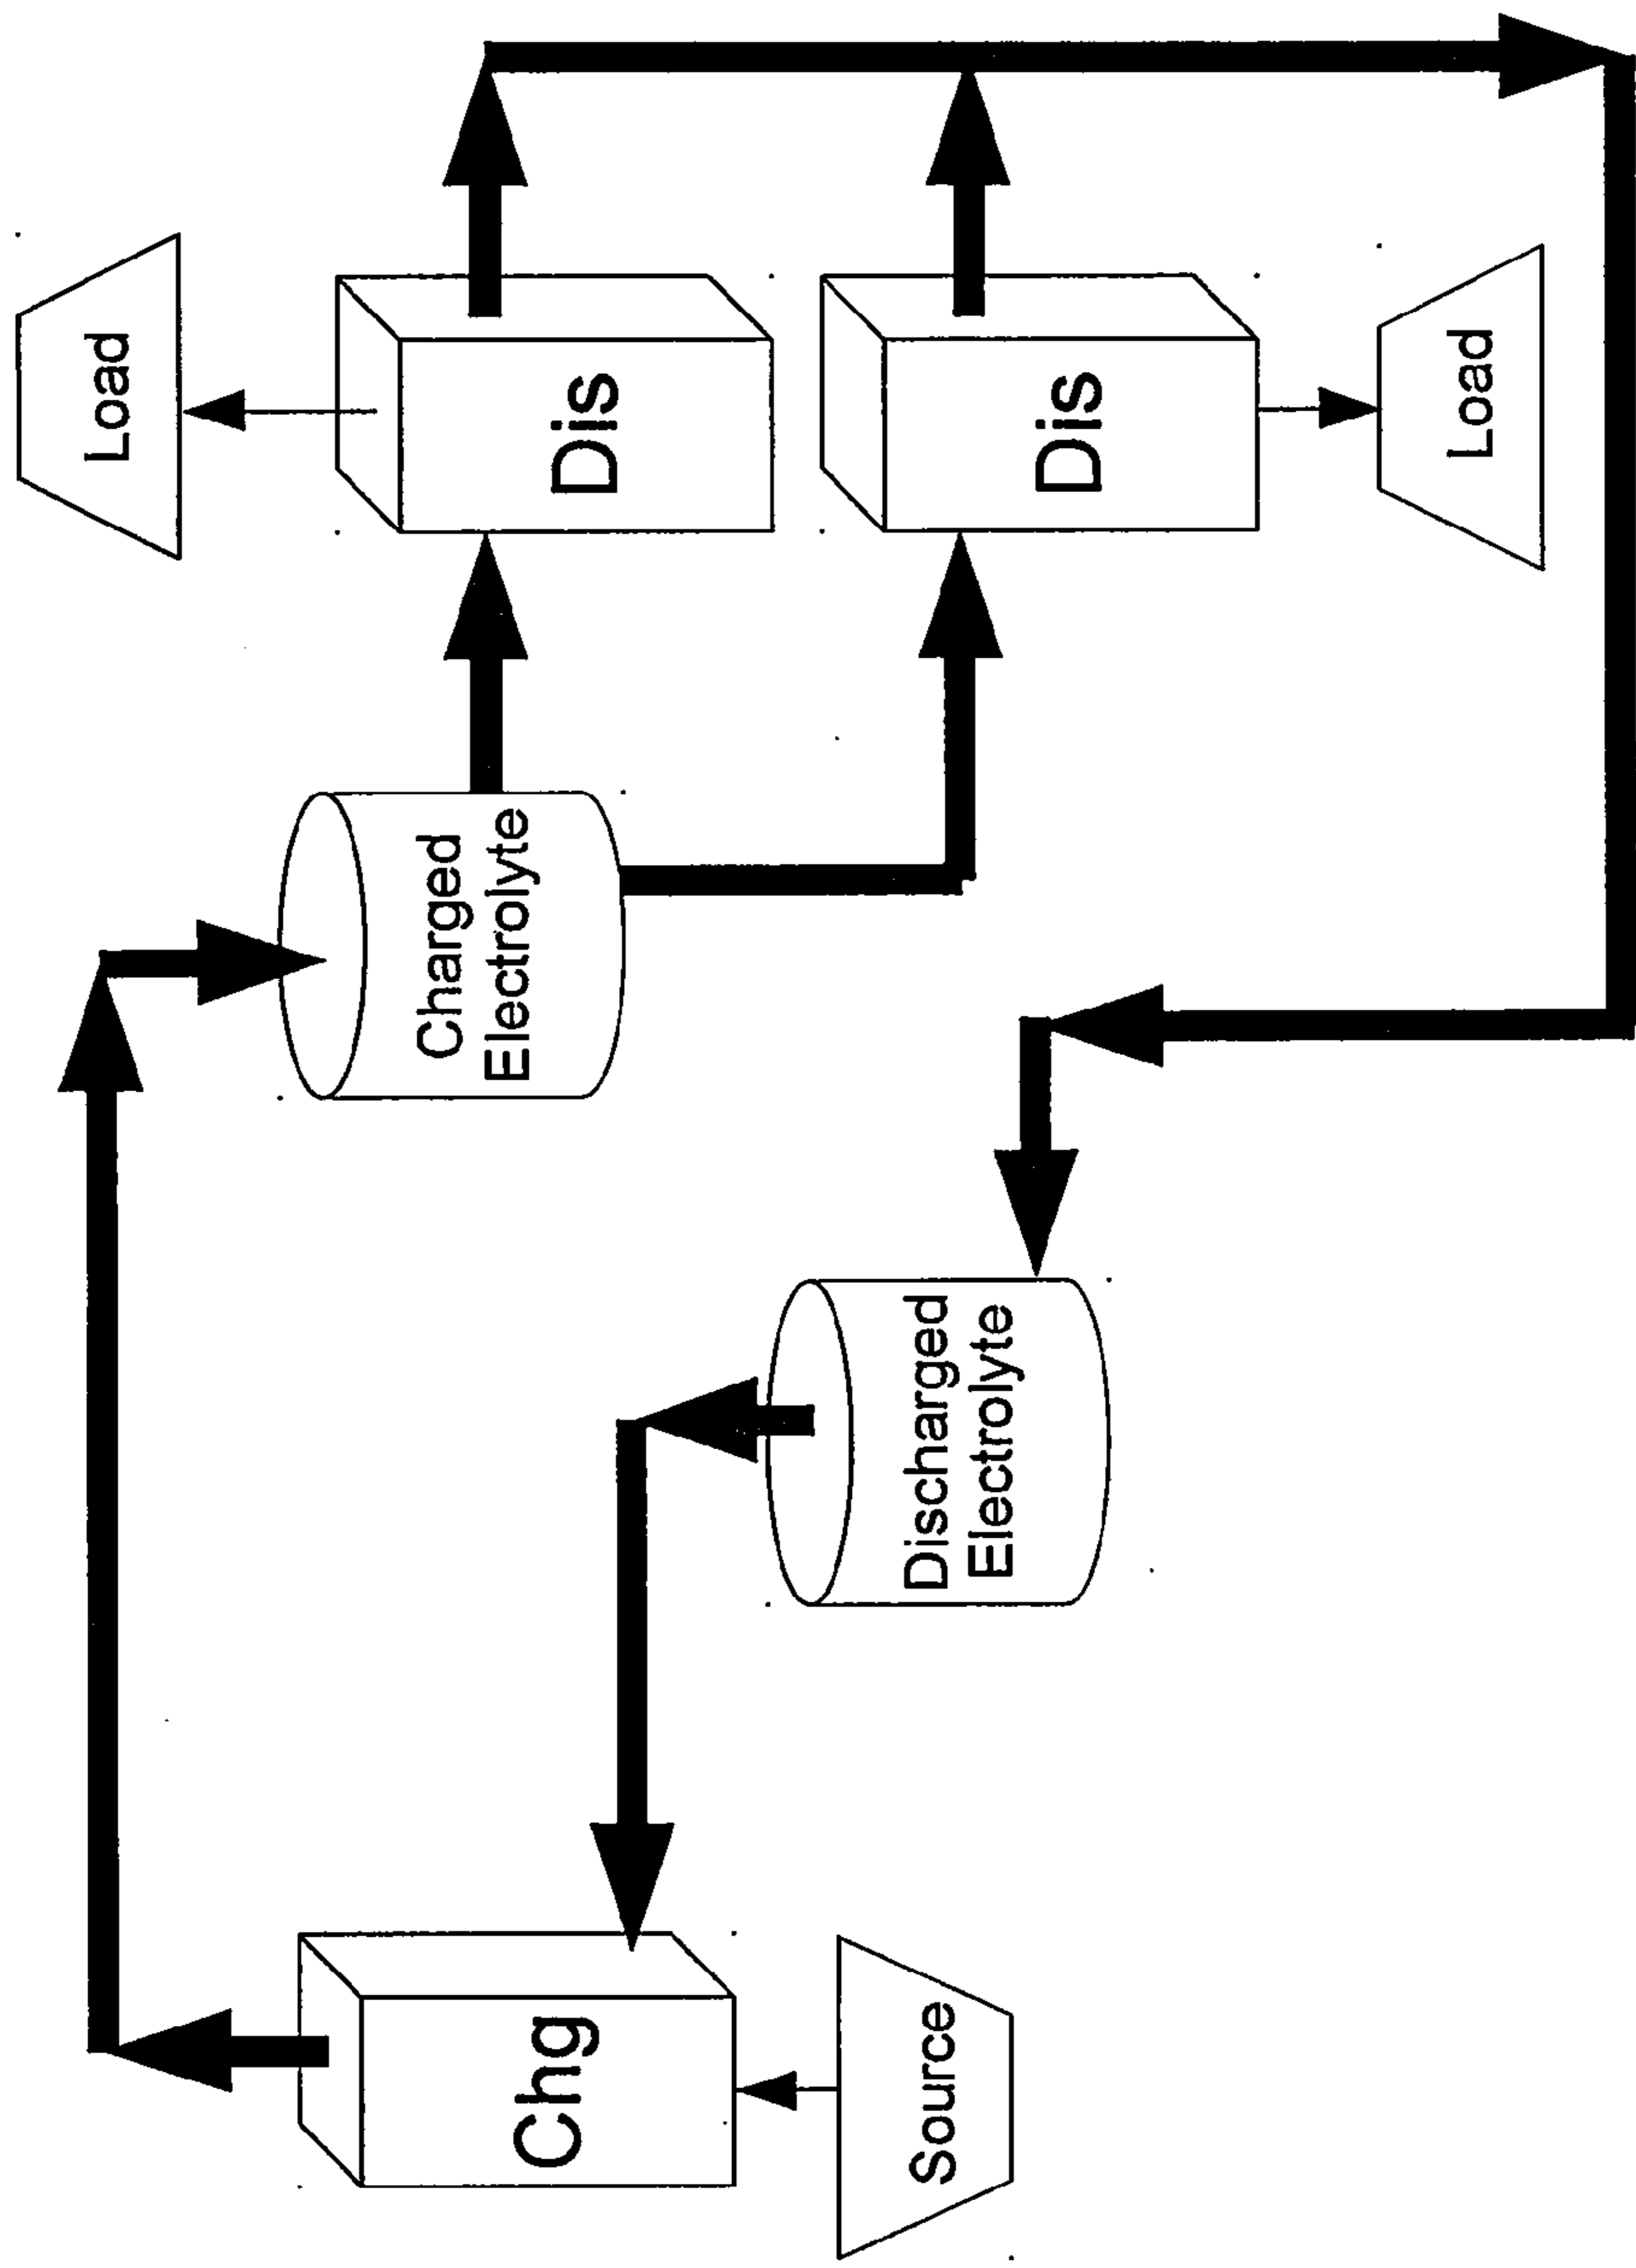 Load
Dis
Charged
Electrolyte
Dis
Load
Discharged
Electrolyte
Chg
Source